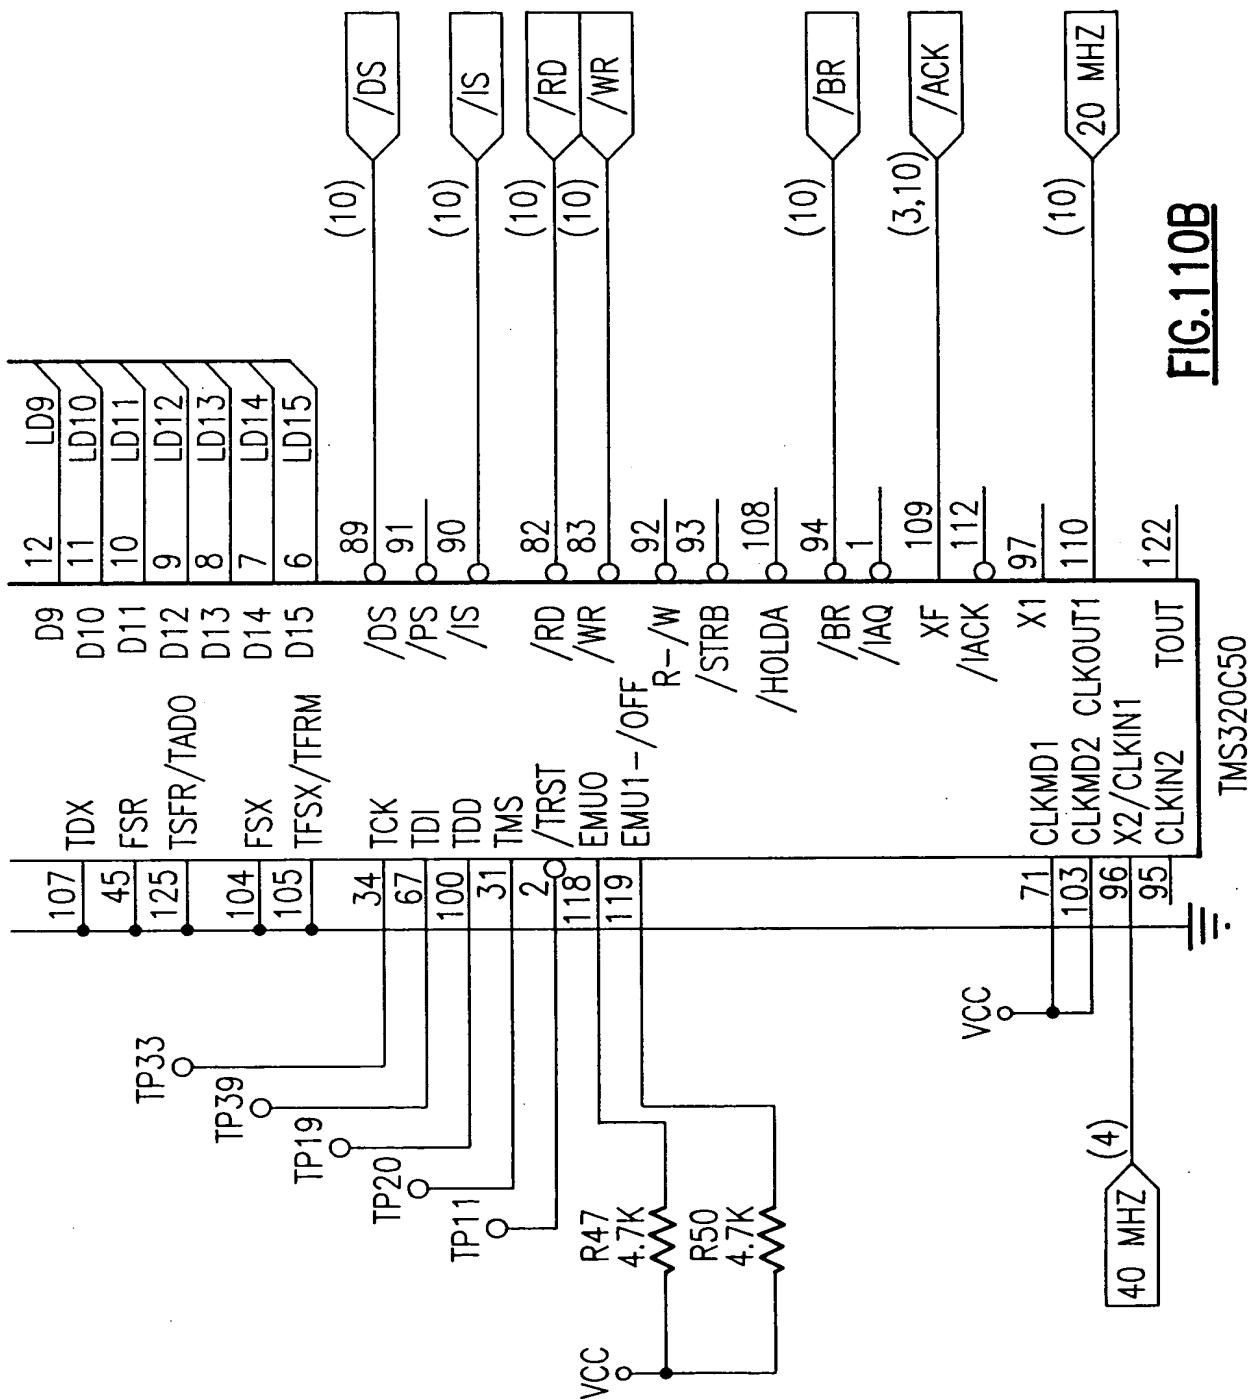 107 TDX
45 FSR
125 TSFR/TADO
104 FSX
105 TFSX/TFRM
TP33
34 TCK
TP39
67 TDI
TP19
100 TDD
TP20
31 TMS
TP11
2 /TRST
118 EMU0
119 EMU1-/OFF
R47
4.7K
R50
4.7K
VCC
VCC
71 CLKMD1
103 CLKMD2
40 MHZ (4)
96 X2/CLKIN1
95 CLKIN2
D9 12 LD9
D10 11 LD10
D11 10 LD11
D12 9 LD12
D13 8 LD13
D14 7 LD14
D15 6 LD15
/DS 89 (10) /DS
/PS 91
/IS 90 (10) /IS
/RD 82 (10) /RD
/WR 83 (10) /WR
R-/W 92
/STRB 93
/HOLDA 108
/BR 94 (10) /BR
/IAQ 1
XF 109 (3,10) /ACK
/IACK 112
X1 97
CLKOUT1 110 (10) 20 MHZ
TOUT 122
TMS320C50
FIG.110B